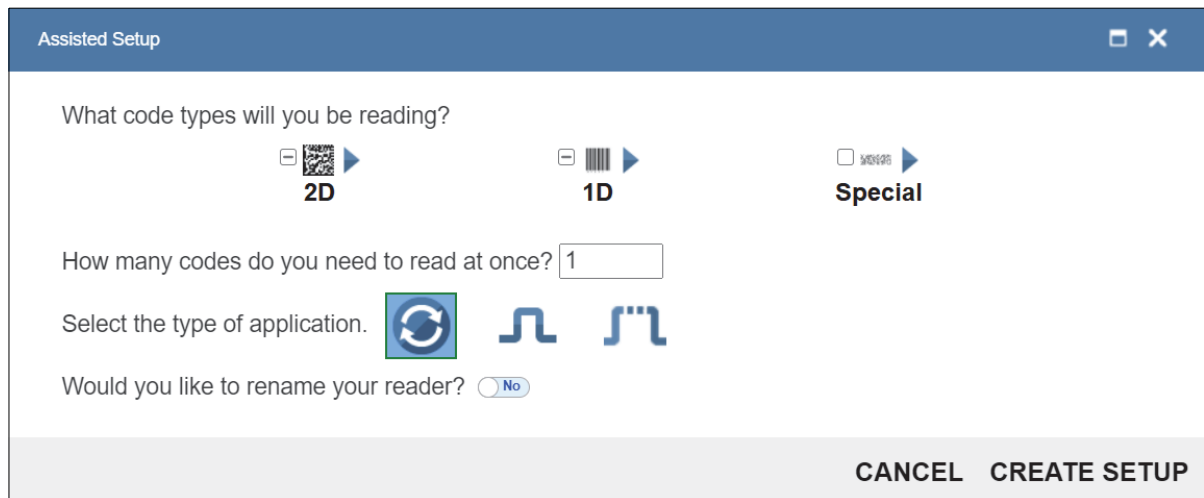 Assisted Setup
What code types will you be reading?
2D 1D Special
How many codes do you need to read at once? 1
Select the type of application.
Would you like to rename your reader? No
CANCEL CREATE SETUP